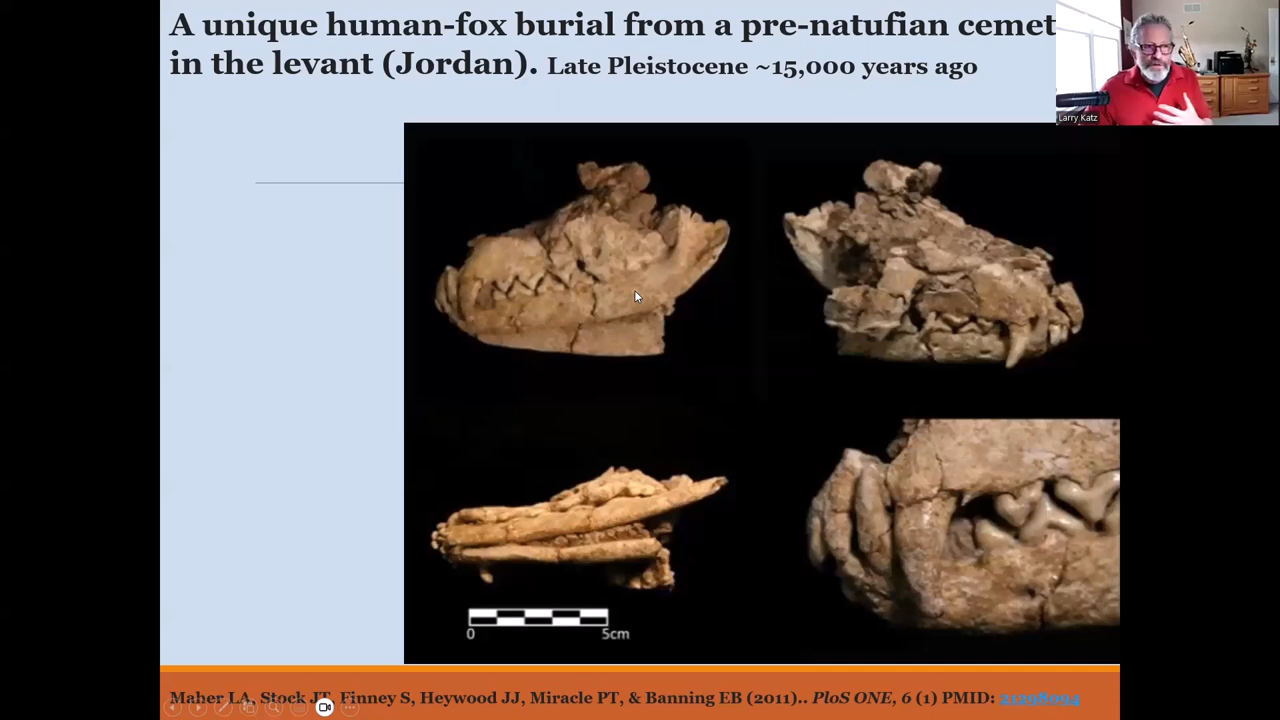 A unique human-fox burial from a pre-natufian cemet
in the levant (Jordan). Late Pleistocene ~15,000 years ago
Larry Katz
0 5cm
Maher LA, Stock JT, Finney S, Heywood JJ, Miracle PT, & Banning EB (2011).. PloS ONE, 6 (1) PMID: 21298094